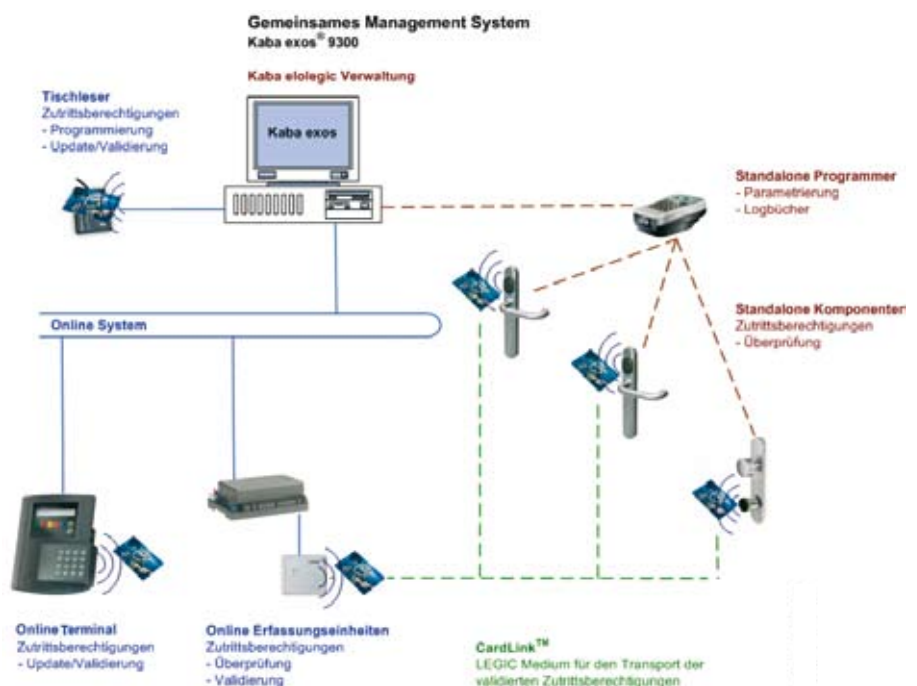 Gemeinsames Management System
Kaba exos® 9300
Kaba elolegic Verwaltung
Tischleser
Zutrittsberechtigungen
- Programmierung
- Update/Validierung
Kaba exos
Standalone Programmer
- Parametrierung
- Logbücher
Standalone Komponenten
Zutrittsberechtigungen
- Überprüfung
Online System
Online Terminal
Zutrittsberechtigungen
- Update/Validierung
Online Erfassungseinheiten
Zutrittsberechtigungen
- Überprüfung
- Validierung
CardLink™
LEGIC Medium für den Transport der
validierten Zutrittsberechtigungen